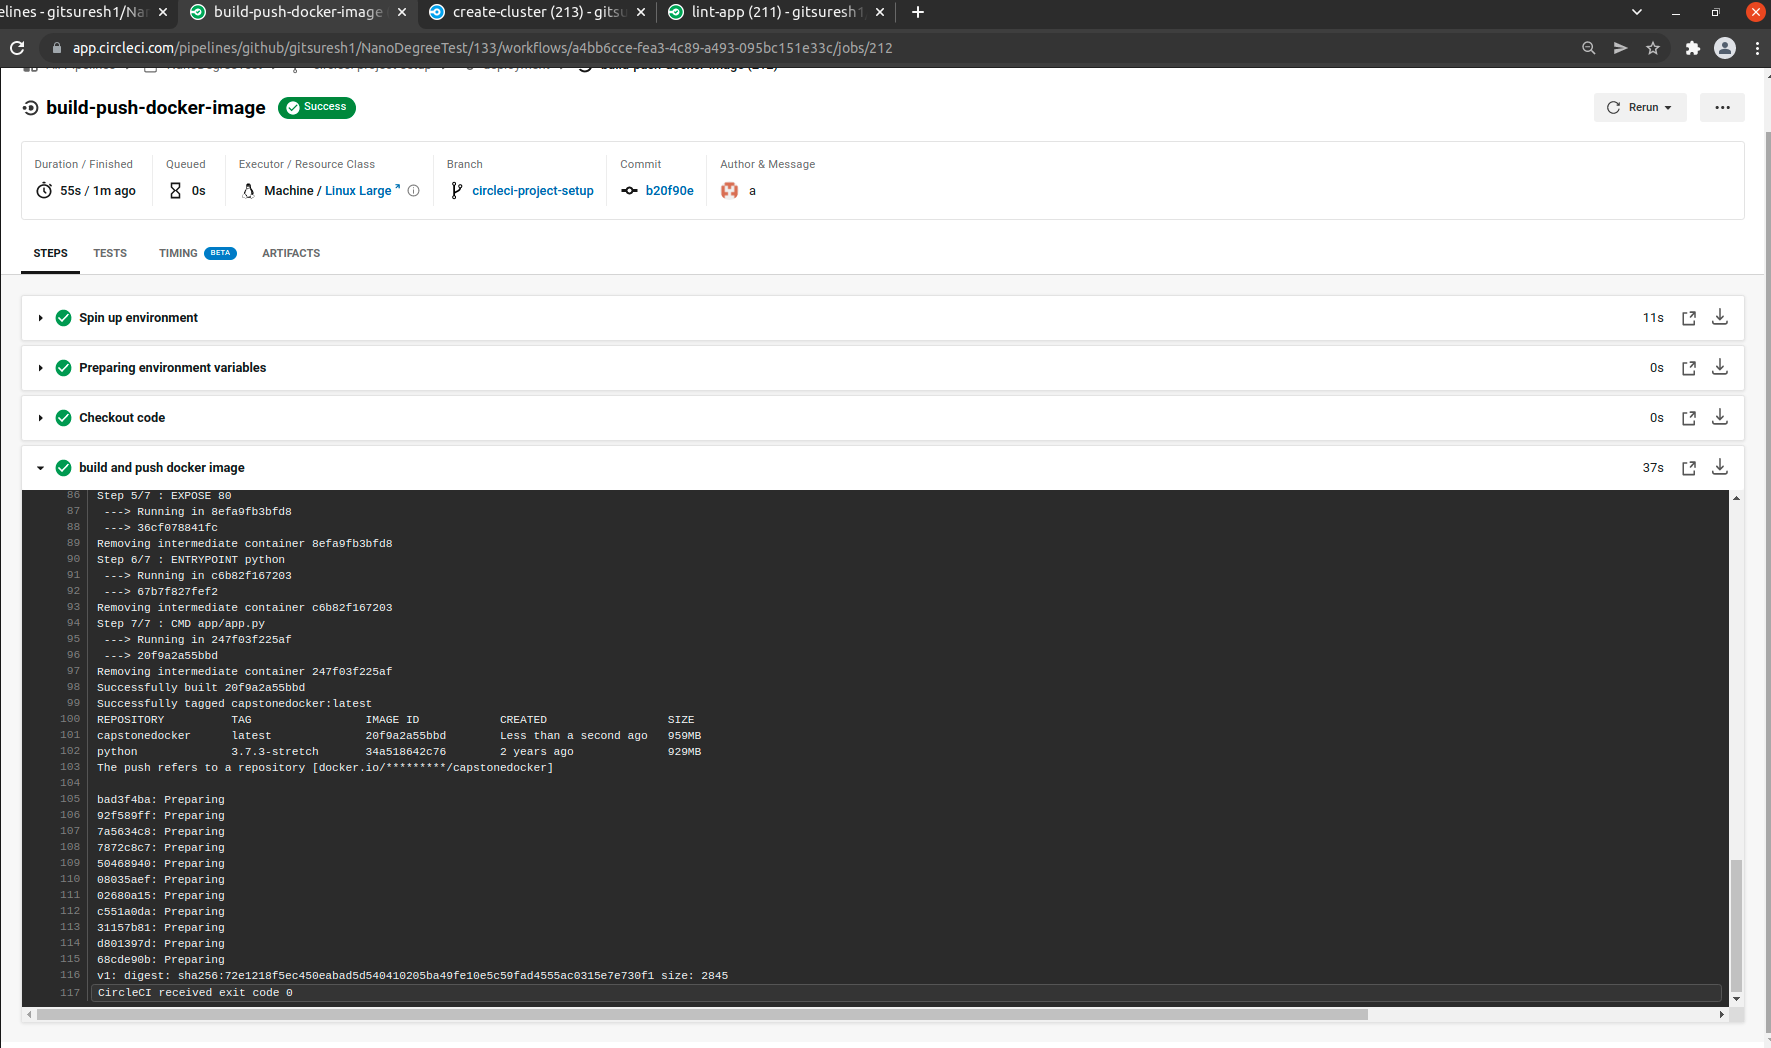 elines - gitsuresh1/Nan
build-push-docker-image
create-cluster (213) - gitsu
lint-app (211) - gitsuresh1
app.circleci.com/pipelines/github/gitsuresh1/NanoDegreeTest/133/workflows/a4bb6cce-fea3-4c89-a493-095bc151e33c/jobs/212
build-push-docker-image
Success
Rerun
Duration / Finished
55s / 1m ago
Queued
0s
Executor / Resource Class
Machine / Linux Large
Branch
circleci-project-setup
Commit
b20f90e
Author & Message
a
STEPS
TESTS
TIMING BETA
ARTIFACTS
Spin up environment 11s
Preparing environment variables 0s
Checkout code 0s
build and push docker image 37s
86 Step 5/7 : EXPOSE 80
87 ---> Running in 8efa9fb3bfd8
88 ---> 36cf078841fc
89 Removing intermediate container 8efa9fb3bfd8
90 Step 6/7 : ENTRYPOINT python
91 ---> Running in c6b82f167203
92 ---> 67b7f827fef2
93 Removing intermediate container c6b82f167203
94 Step 7/7 : CMD app/app.py
95 ---> Running in 247f03f225af
96 ---> 20f9a2a55bbd
97 Removing intermediate container 247f03f225af
98 Successfully built 20f9a2a55bbd
99 Successfully tagged capstonedocker:latest
100 REPOSITORY TAG IMAGE ID CREATED SIZE
101 capstonedocker latest 20f9a2a55bbd Less than a second ago 959MB
102 python 3.7.3-stretch 34a518642c76 2 years ago 929MB
103 The push refers to a repository [docker.io/*********/capstonedocker]
104
105 bad3f4ba: Preparing
106 92f589ff: Preparing
107 7a5634c8: Preparing
108 7872c8c7: Preparing
109 50468940: Preparing
110 08035aef: Preparing
111 02680a15: Preparing
112 c551a0da: Preparing
113 31157b81: Preparing
114 d801397d: Preparing
115 68cde90b: Preparing
116 v1: digest: sha256:72e1218f5ec450eabad5d540410205ba49fe10e5c59fad4555ac0315e7e730f1 size: 2845
117 CircleCI received exit code 0